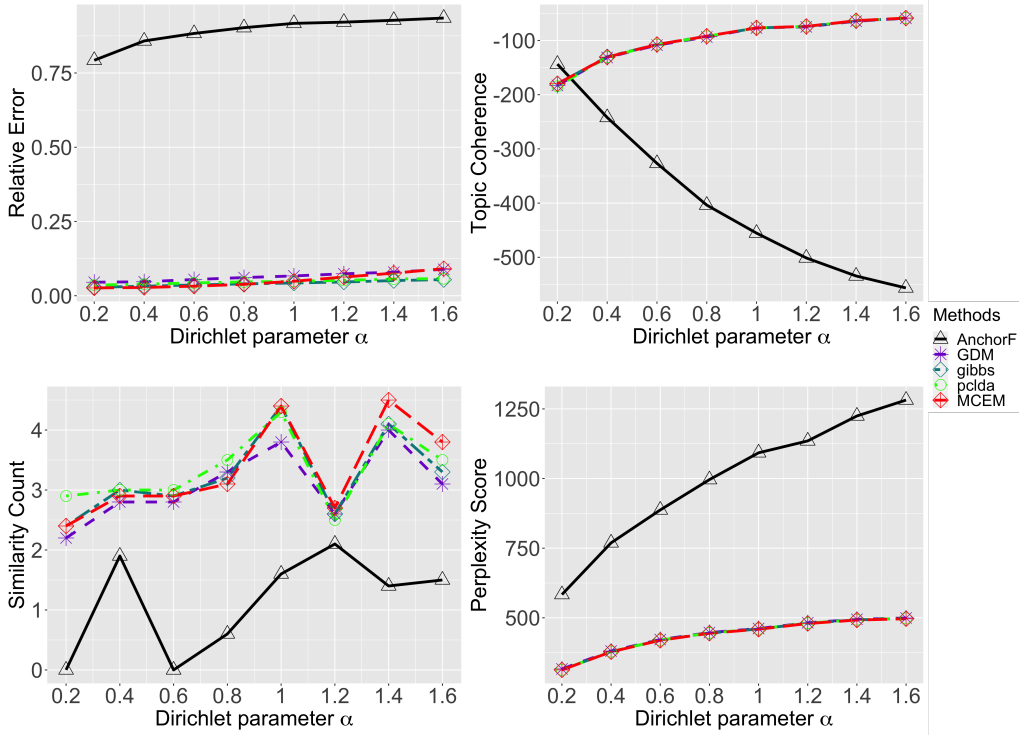 Relative Error
0.75
0.50
0.25
0.00
0.2 0.4 0.6 0.8 1 1.2 1.4 1.6
Dirichlet parameter α
Topic Coherence
-100
-200
-300
-400
-500
0.2 0.4 0.6 0.8 1.0 1.2 1.4 1.6
Dirichlet parameter α
Methods
AnchorF
GDM
gibbs
pclda
MCEM
Similarity Count
4
3
2
1
0
0.2 0.4 0.6 0.8 1 1.2 1.4 1.6
Dirichlet parameter α
Perplexity Score
1250
1000
750
500
0.2 0.4 0.6 0.8 1 1.2 1.4 1.6
Dirichlet parameter α